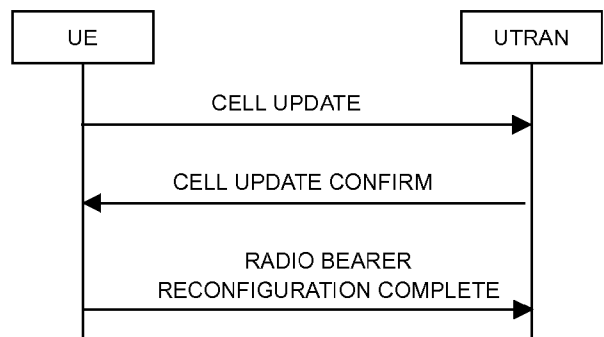 UE
UTRAN
CELL UPDATE
CELL UPDATE CONFIRM
RADIO BEARER
RECONFIGURATION COMPLETE